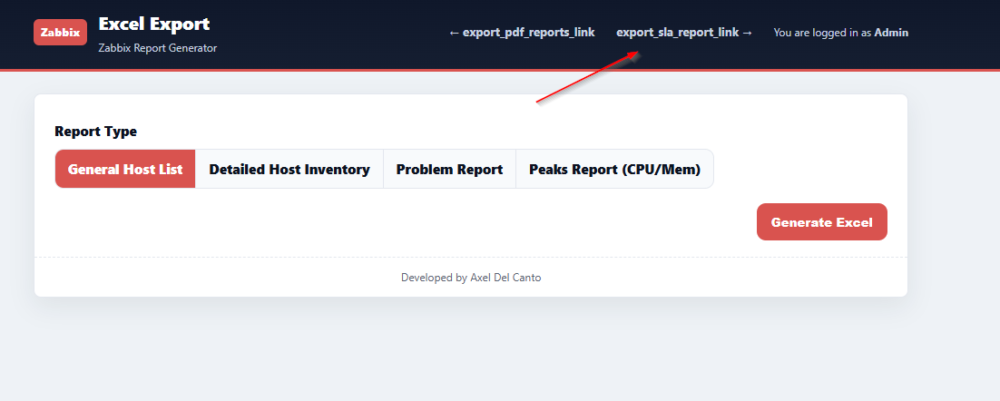 Zabbix
Excel Export
Zabbix Report Generator
← export_pdf_reports_link
export_sla_report_link →
You are logged in as Admin
Report Type
General Host List
Detailed Host Inventory
Problem Report
Peaks Report (CPU/Mem)
Generate Excel
Developed by Axel Del Canto